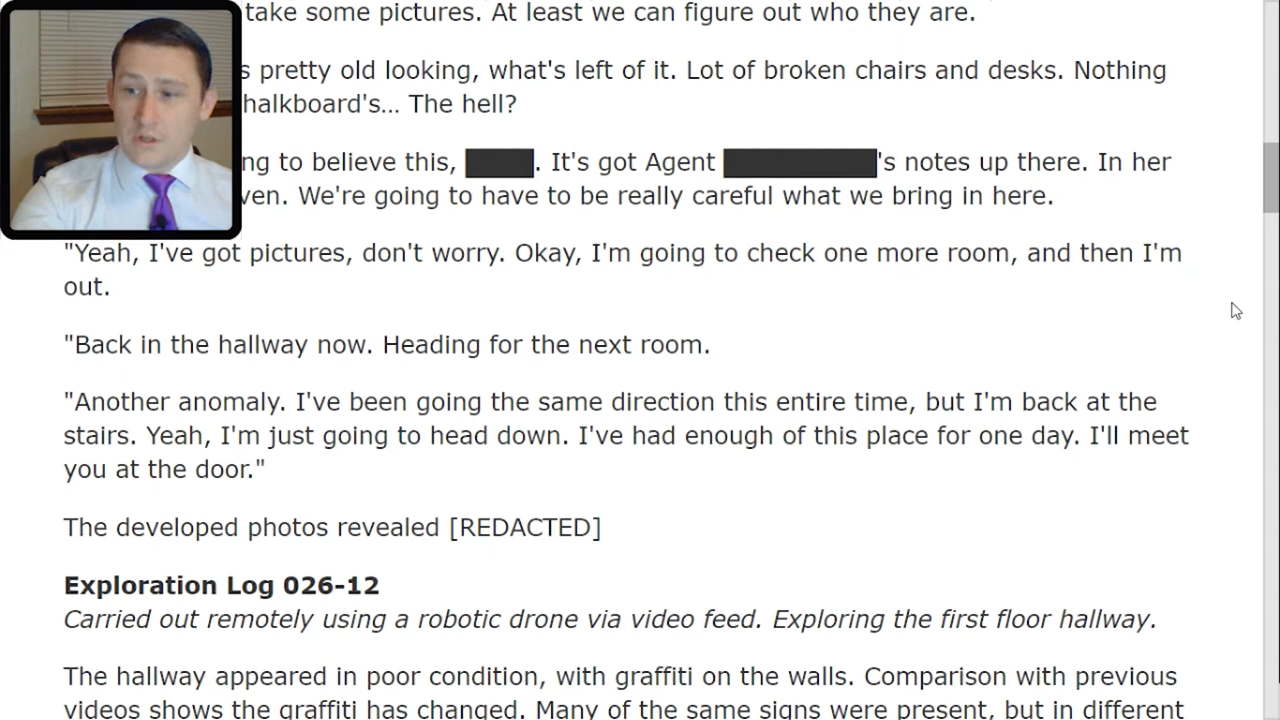 take some pictures. At least we can figure out who they are.
s pretty old looking, what's left of it. Lot of broken chairs and desks. Nothing
halkboard's... The hell?
ng to believe this, . It's got Agent 's notes up there. In her
ven. We're going to have to be really careful what we bring in here.
"Yeah, I've got pictures, don't worry. Okay, I'm going to check one more room, and then I'm
out.
"Back in the hallway now. Heading for the next room.
"Another anomaly. I've been going the same direction this entire time, but I'm back at the
stairs. Yeah, I'm just going to head down. I've had enough of this place for one day. I'll meet
you at the door."
The developed photos revealed [REDACTED]
Exploration Log 026-12
Carried out remotely using a robotic drone via video feed. Exploring the first floor hallway.
The hallway appeared in poor condition, with graffiti on the walls. Comparison with previous
videos shows the graffiti has changed. Many of the same signs were present, but in different